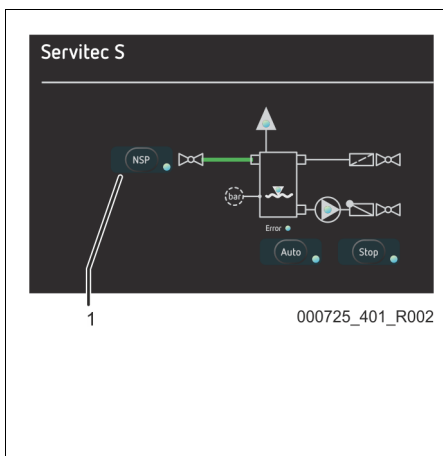 Servitec S
NSP
bar
Error
Auto
Stop
1
000725_401_R002